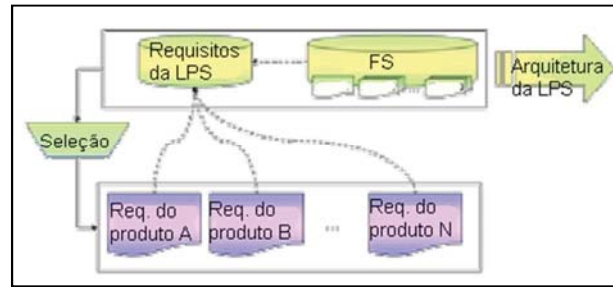 Requisitos
da LPS
FS
Arquitetura
da LPS
Seleção
Req. do
produto A
Req. do
produto B
...
Req. do
produto N